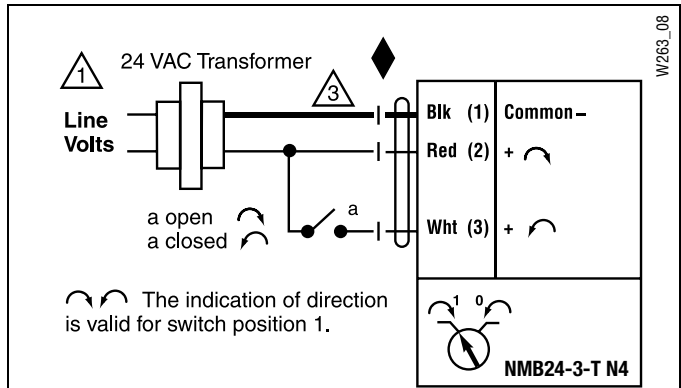 W263_08
1
24 VAC Transformer
3
Line
Volts
Blk (1) Common –
Red (2) +
a
Wht (3) +
a open
a closed
The indication of direction
is valid for switch position 1.
1 0
NMB24-3-T N4